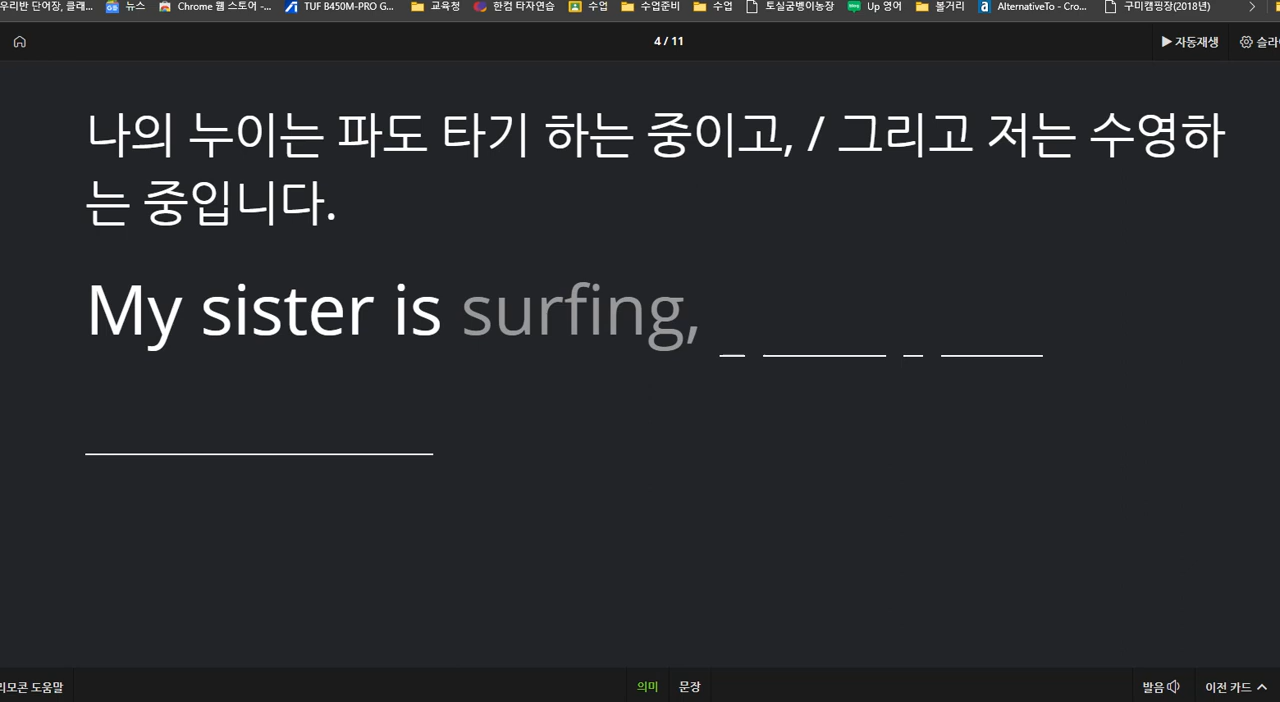 우리반 단어장, 클래... 뉴스 Chrome 웹 스토어 -... TUF B450M-PRO G... 교육청 한컴 타자연습 수업 수업준비 수업 토실굼벵이농장 Up 영어 볼거리 AlternativeTo - Cro... 구미캠핑장(2018년)
4 / 11 자동재생 슬라
나의 누이는 파도 타기 하는 중이고, / 그리고 저는 수영하
는 중입니다.
My sister is surfing,
리모콘 도움말 의미 문장 발음 이전 카드